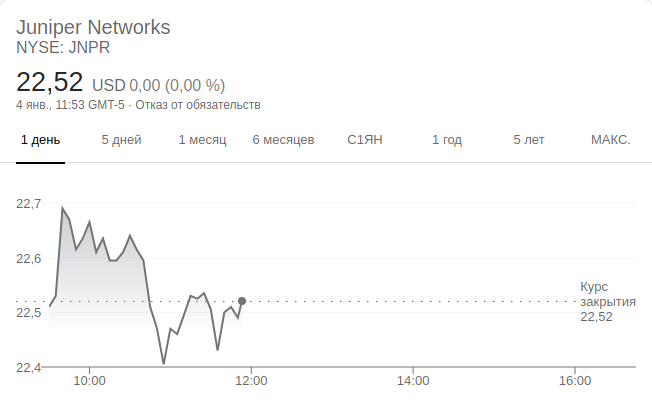 Juniper Networks
NYSE: JNPR
22,52 USD 0,00 (0,00 %)
4 янв., 11:53 GMT-5 · Отказ от обязательств
1 день 5 дней 1 месяц 6 месяцев С1ЯН 1 год 5 лет МАКС.
22,7
22,6
22,5
22,4
Курс
закрытия
22,52
10:00 12:00 14:00 16:00